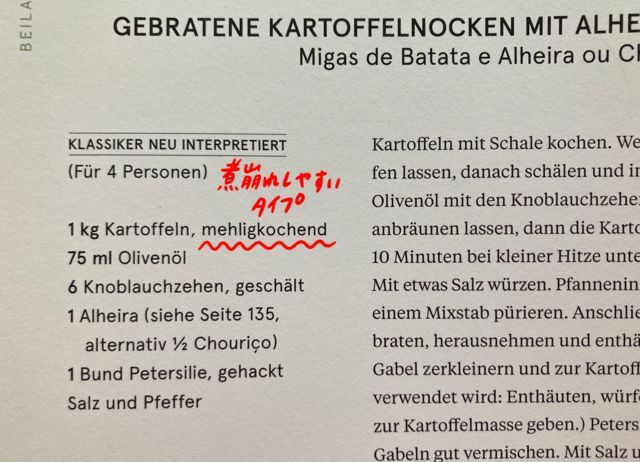 BEILA
GEBRATENE KARTOFFELNOCKEN MIT ALHE
Migas de Batata e Alheira ou Ch
KLASSIKER NEU INTERPRETIERT
(Für 4 Personen)
煮崩れしやすい
タイプ
1 kg Kartoffeln, mehligkochend
75 ml Olivenöl
6 Knoblauchzehen, geschält
1 Alheira (siehe Seite 135,
alternativ ½ Chouriço)
1 Bund Petersilie, gehackt
Salz und Pfeffer
Kartoffeln mit Schale kochen. We
fen lassen, danach schälen und in
Olivenöl mit den Knoblauchzehe
anbräunen lassen, dann die Karto
10 Minuten bei kleiner Hitze unte
Mit etwas Salz würzen. Pfannenin
einem Mixstab pürieren. Anschlie
braten, herausnehmen und enthä
Gabel zerkleinern und zur Kartoff
verwendet wird: Enthäuten, würf
zur Kartoffelmasse geben.) Peters
Gabeln gut vermischen. Mit Salz u